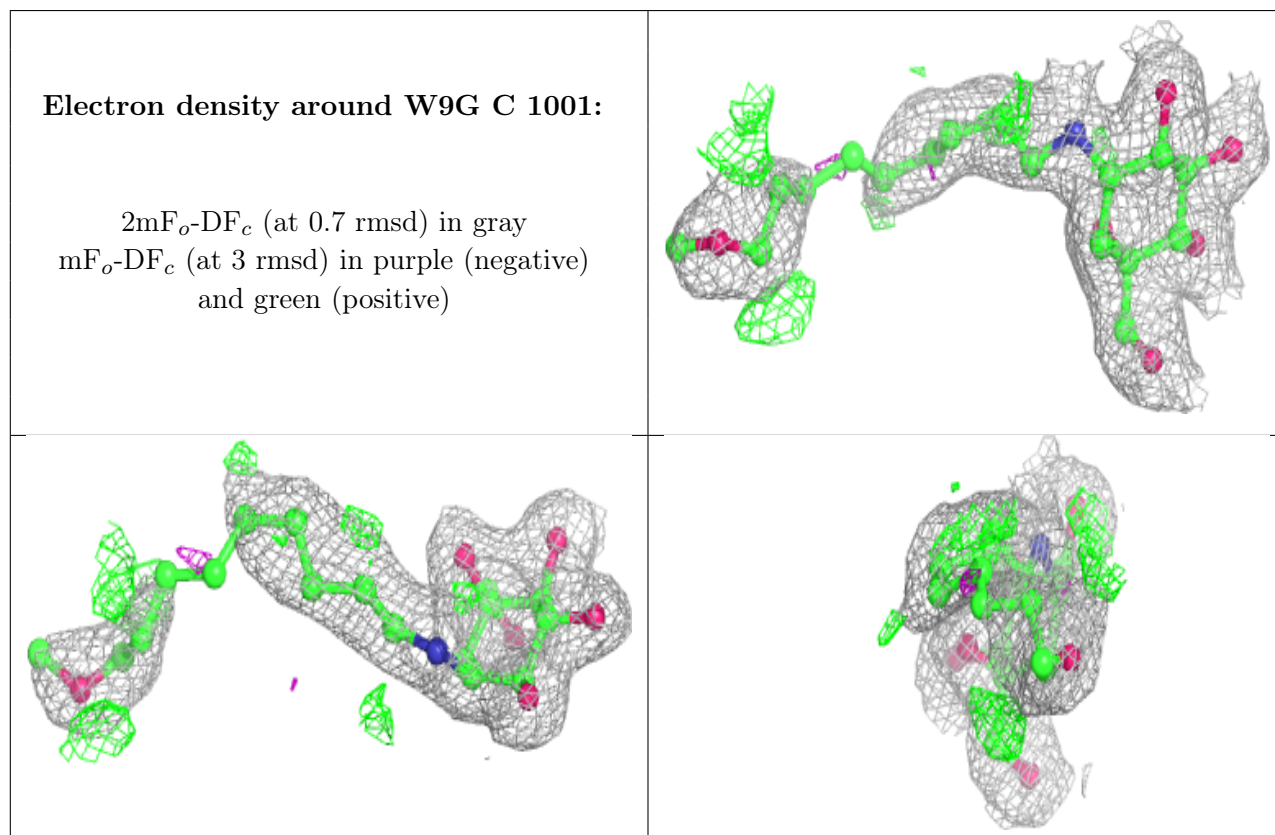 Electron density around W9G C 1001:
2mFₒ-DF𝒸 (at 0.7 rmsd) in gray
mFₒ-DF𝒸 (at 3 rmsd) in purple (negative)
and green (positive)